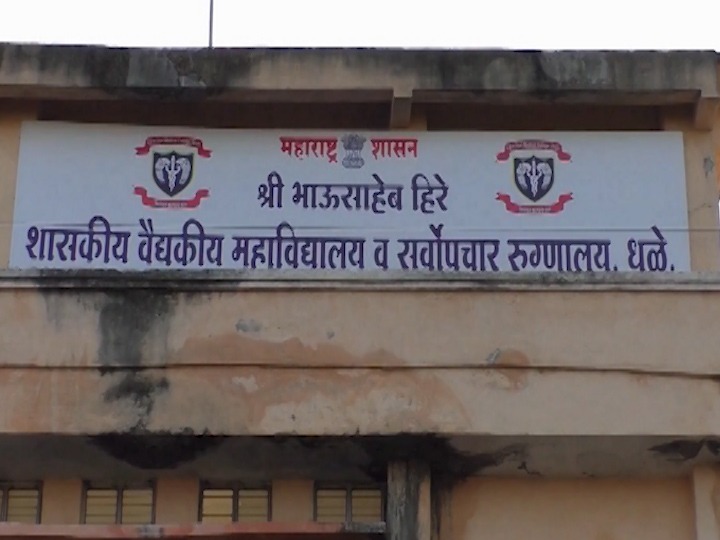 महाराष्ट्र शासन
श्री भाऊसाहेब हिरे
शासकीय वैद्यकीय महाविद्यालय व सर्वोपचार रुग्णालय, धुळे.